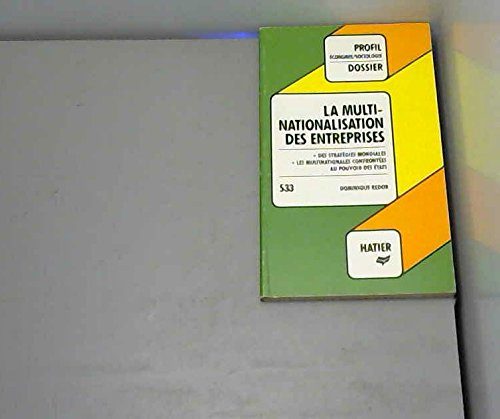 PROFIL
ÉCONOMIE/SOCIOLOGIE
DOSSIER
LA MULTI-
NATIONALISATION
DES ENTREPRISES
• DES STRATÉGIES MONDIALES
• LES MULTINATIONALES CONFRONTÉES
AU POUVOIR DES ÉTATS
533
DOMINIQUE REDOR
HATIER